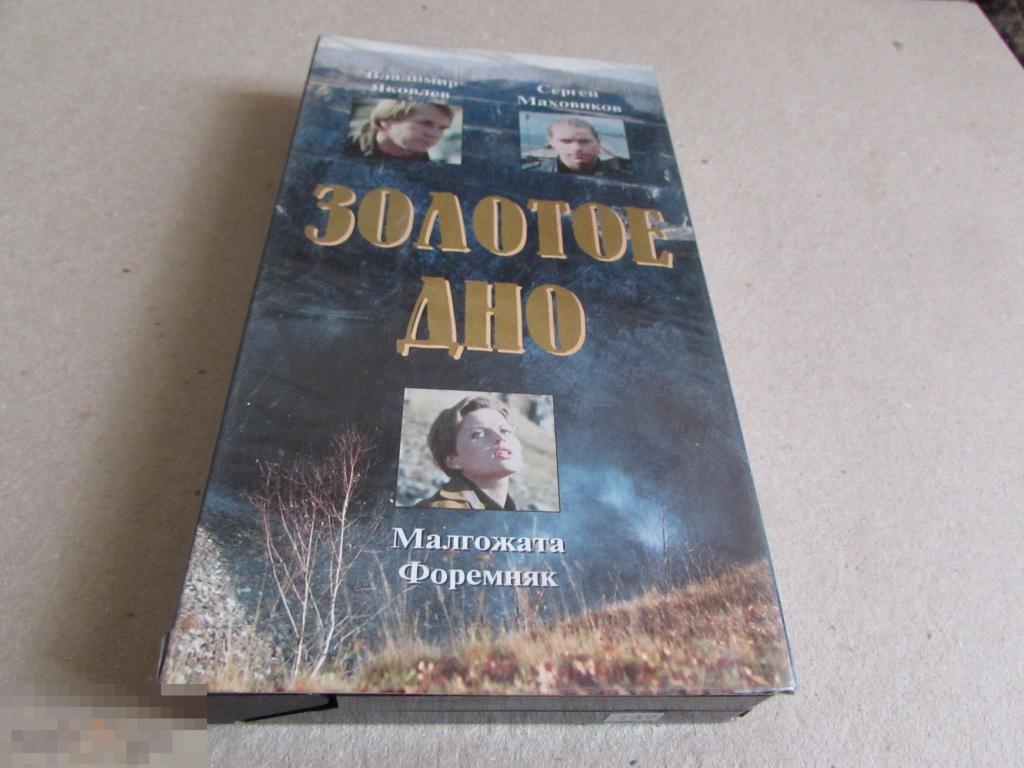 Владимир
Яковлев
Сергей
Маховиков
ЗОЛОТОЕ
ДНО
Малгожата
Форемняк